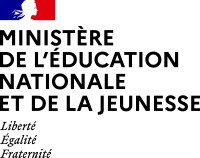 MINISTÈRE
DE L'ÉDUCATION
NATIONALE
ET DE LA JEUNESSE
Liberté
Égalité
Fraternité